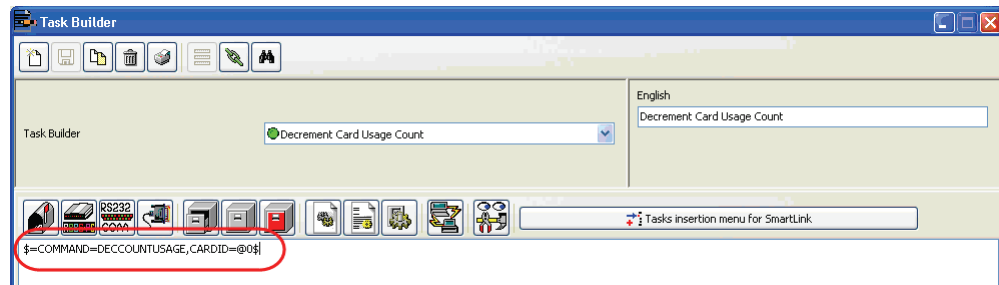 Task Builder
English
Decrement Card Usage Count
Task Builder
Decrement Card Usage Count
RS232
COM
Tasks insertion menu for SmartLink
$=COMMAND=DECCOUNTUSAGE,CARDID=@0$